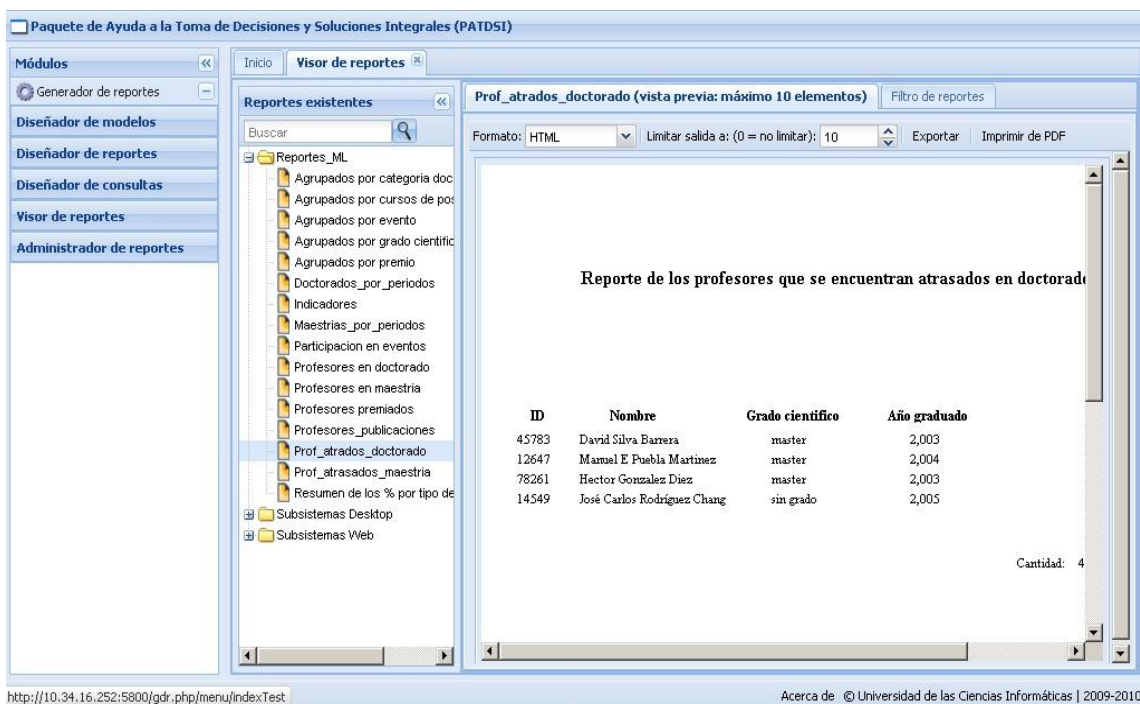 Paquete de Ayuda a la Toma de Decisiones y Soluciones Integrales (PATDSI)
Módulos
Generador de reportes
Diseñador de modelos
Diseñador de reportes
Diseñador de consultas
Visor de reportes
Administrador de reportes
Inicio
Visor de reportes
Reportes existentes
Buscar
Reportes_ML
Agrupados por categoria doc
Agrupados por cursos de pos
Agrupados por evento
Agrupados por grado cientific
Agrupados por premio
Doctorados_por_periodos
Indicadores
Maestrias_por_periodos
Participacion en eventos
Profesores en doctorado
Profesores en maestria
Profesores premiados
Profesores_publicaciones
Prof_atrados_doctorado
Prof_atrasados_maestria
Resumen de los % por tipo de
Subsistemas Desktop
Subsistemas Web
Prof_atrados_doctorado (vista previa: máximo 10 elementos)
Filtro de reportes
Formato: HTML Limitar salida a: (0 = no limitar): 10 Exportar Imprimir de PDF
Reporte de los profesores que se encuentran atrasados en doctorado
ID Nombre Grado cientifico Año graduado
45783 David Silva Barrera master 2,003
12647 Manuel E Puebla Martinez master 2,004
78261 Hector Gonzalez Diez master 2,003
14549 José Carlos Rodríguez Chang sin grado 2,005
Cantidad: 4
http://10.34.16.252:5800/gdr.php/menu/indexTest
Acerca de © Universidad de las Ciencias Informáticas | 2009-2010